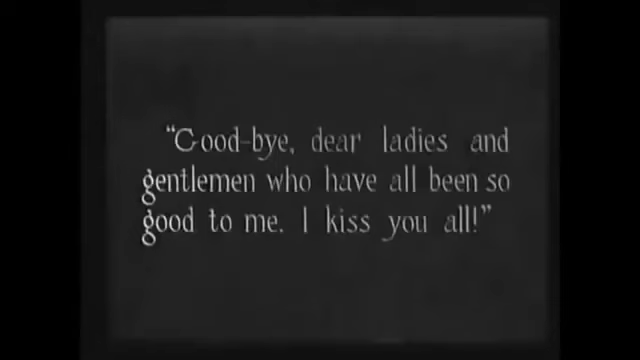 “Good-bye, dear ladies and
gentlemen who have all been so
good to me. I kiss you all!”